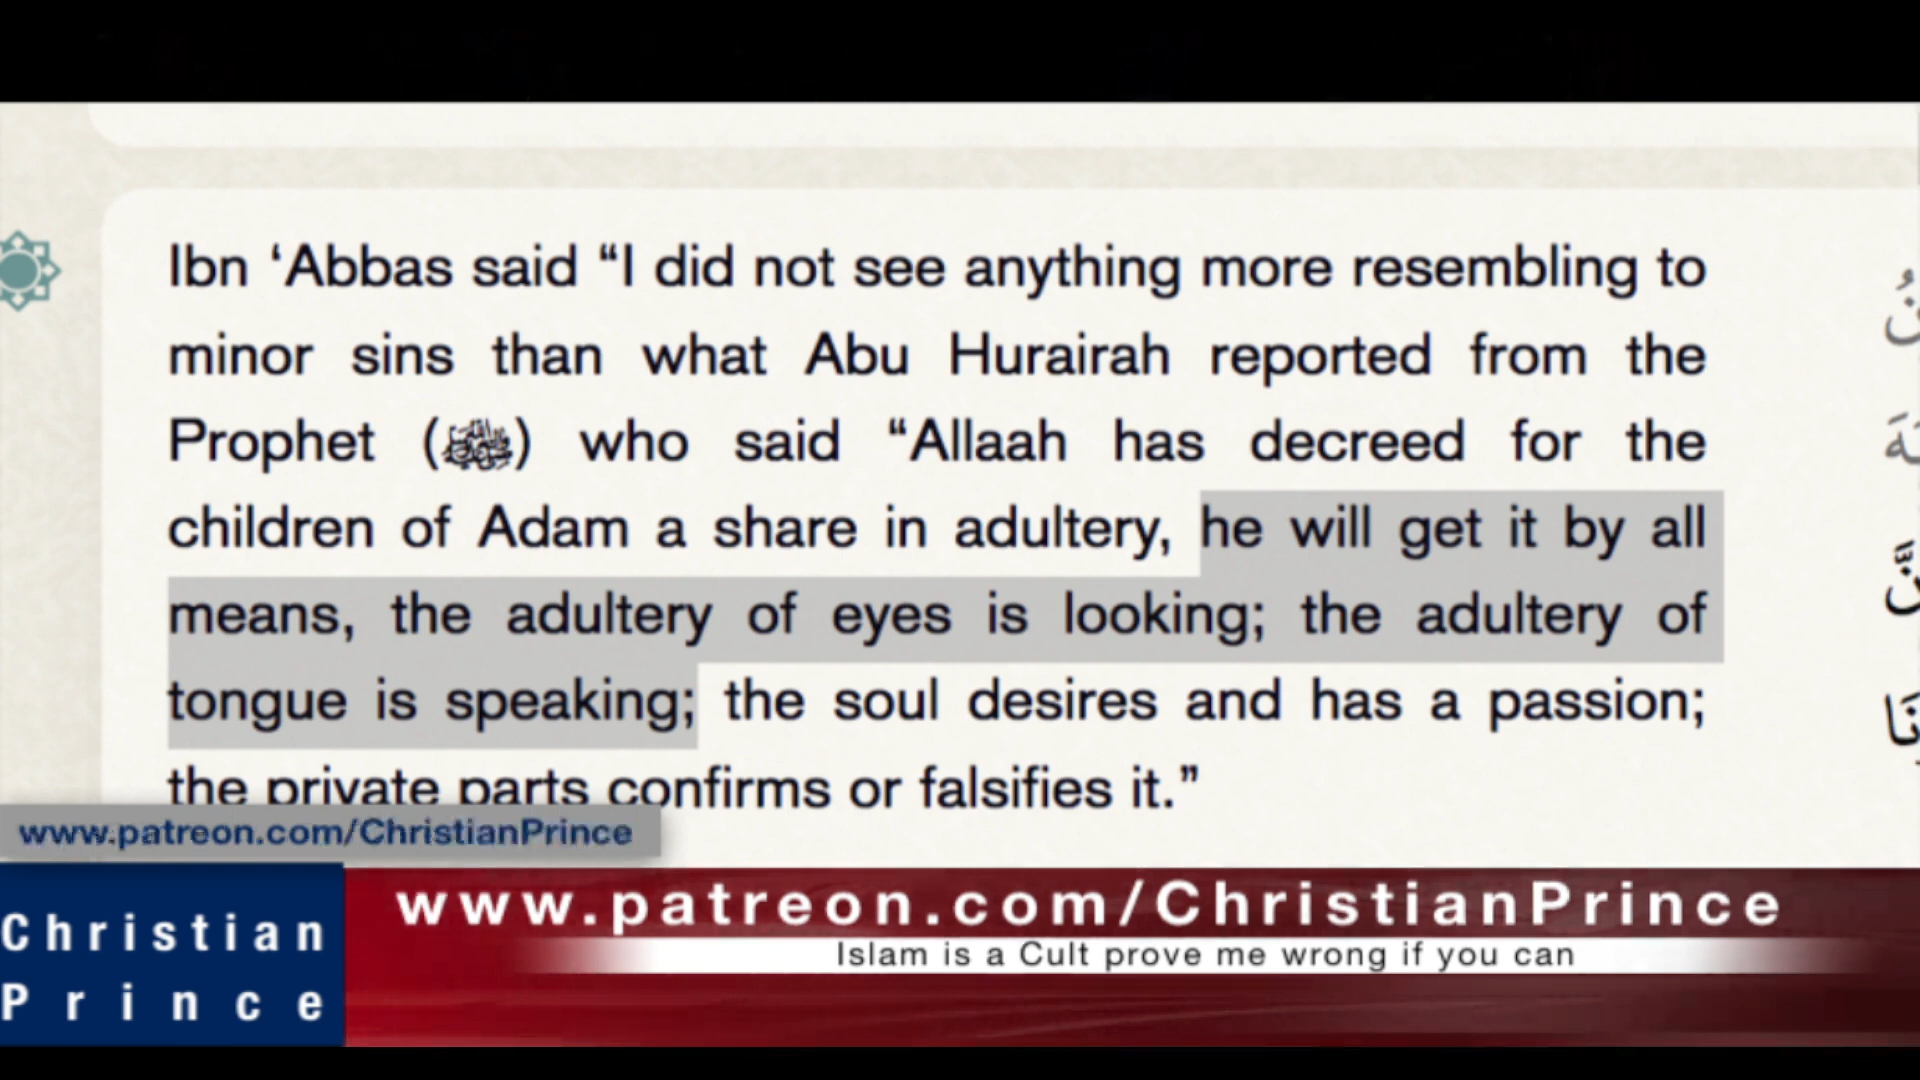 Ibn ‘Abbas said “I did not see anything more resembling to
minor sins than what Abu Hurairah reported from the
Prophet (ﷺ) who said “Allaah has decreed for the
children of Adam a share in adultery, he will get it by all
means, the adultery of eyes is looking; the adultery of
tongue is speaking; the soul desires and has a passion;
the private parts confirms or falsifies it.”
www.patreon.com/ChristianPrince
Christian
Prince
www.patreon.com/ChristianPrince
Islam is a Cult prove me wrong if you can